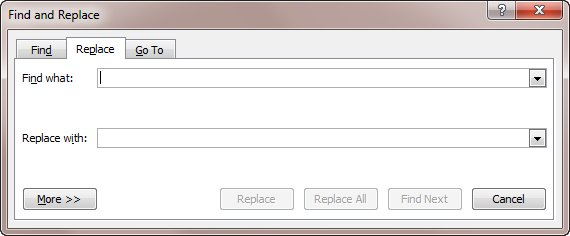 Find and Replace
Find Replace Go To
Find what:
Replace with:
More >> Replace Replace All Find Next Cancel